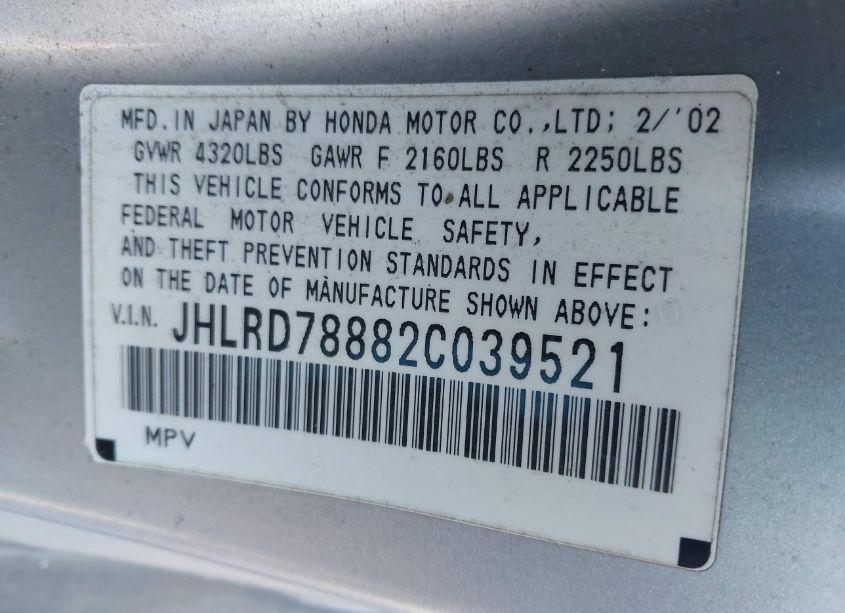 MFD. IN JAPAN BY HONDA MOTOR CO.,LTD; 2/'02
GVWR 4320LBS GAWR F 2160LBS R 2250LBS
THIS VEHICLE CONFORMS TO ALL APPLICABLE
FEDERAL MOTOR VEHICLE SAFETY,
AND THEFT PREVENTION STANDARDS IN EFFECT
ON THE DATE OF MANUFACTURE SHOWN ABOVE:
V.I.N. JHLRD78882C039521
MPV